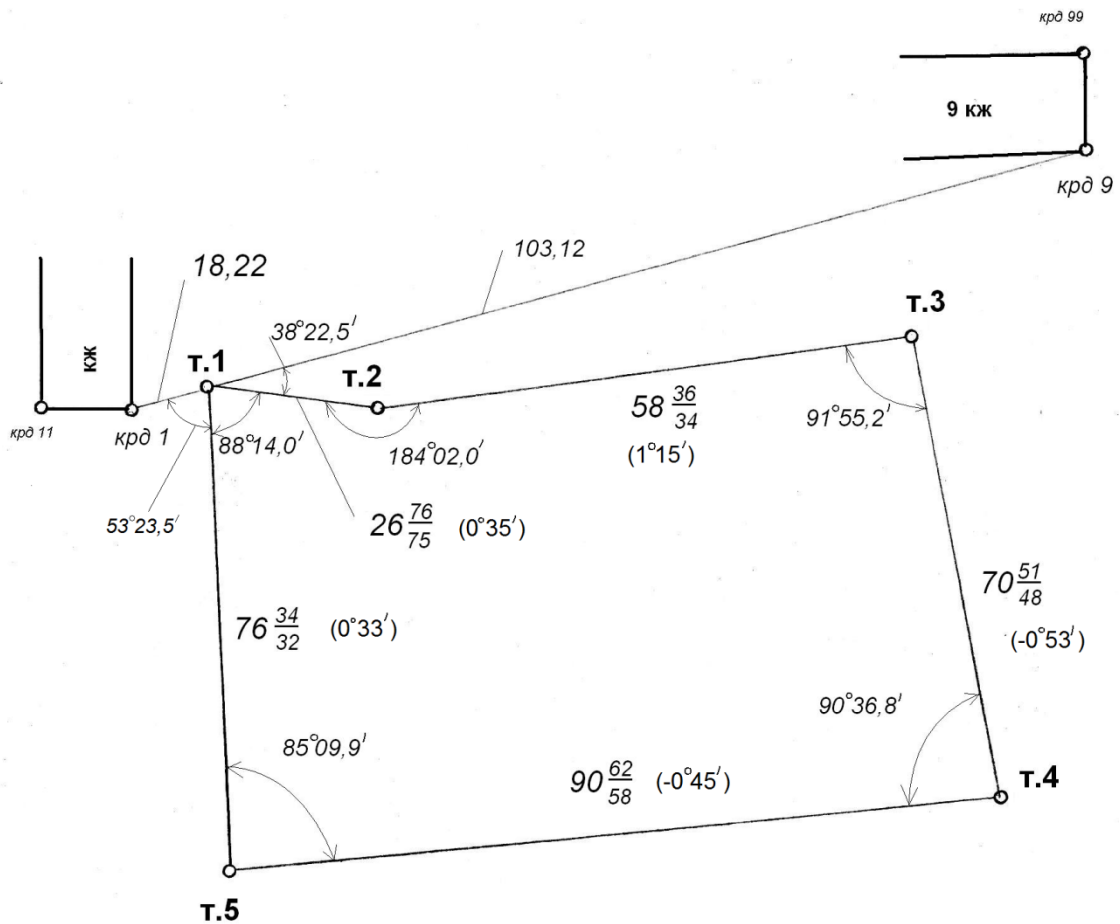 крд 99
9 кж
крд 9
103,12
18,22
38°22,5′
кж
т.1
т.2
т.3
крд 11
крд 1
88°14,0′
184°02,0′
58 36/34
(1°15′)
91°55,2′
53°23,5′
26 76/75 (0°35′)
76 34/32 (0°33′)
70 51/48
(-0°53′)
90°36,8′
85°09,9′
90 62/58 (-0°45′)
т.4
т.5